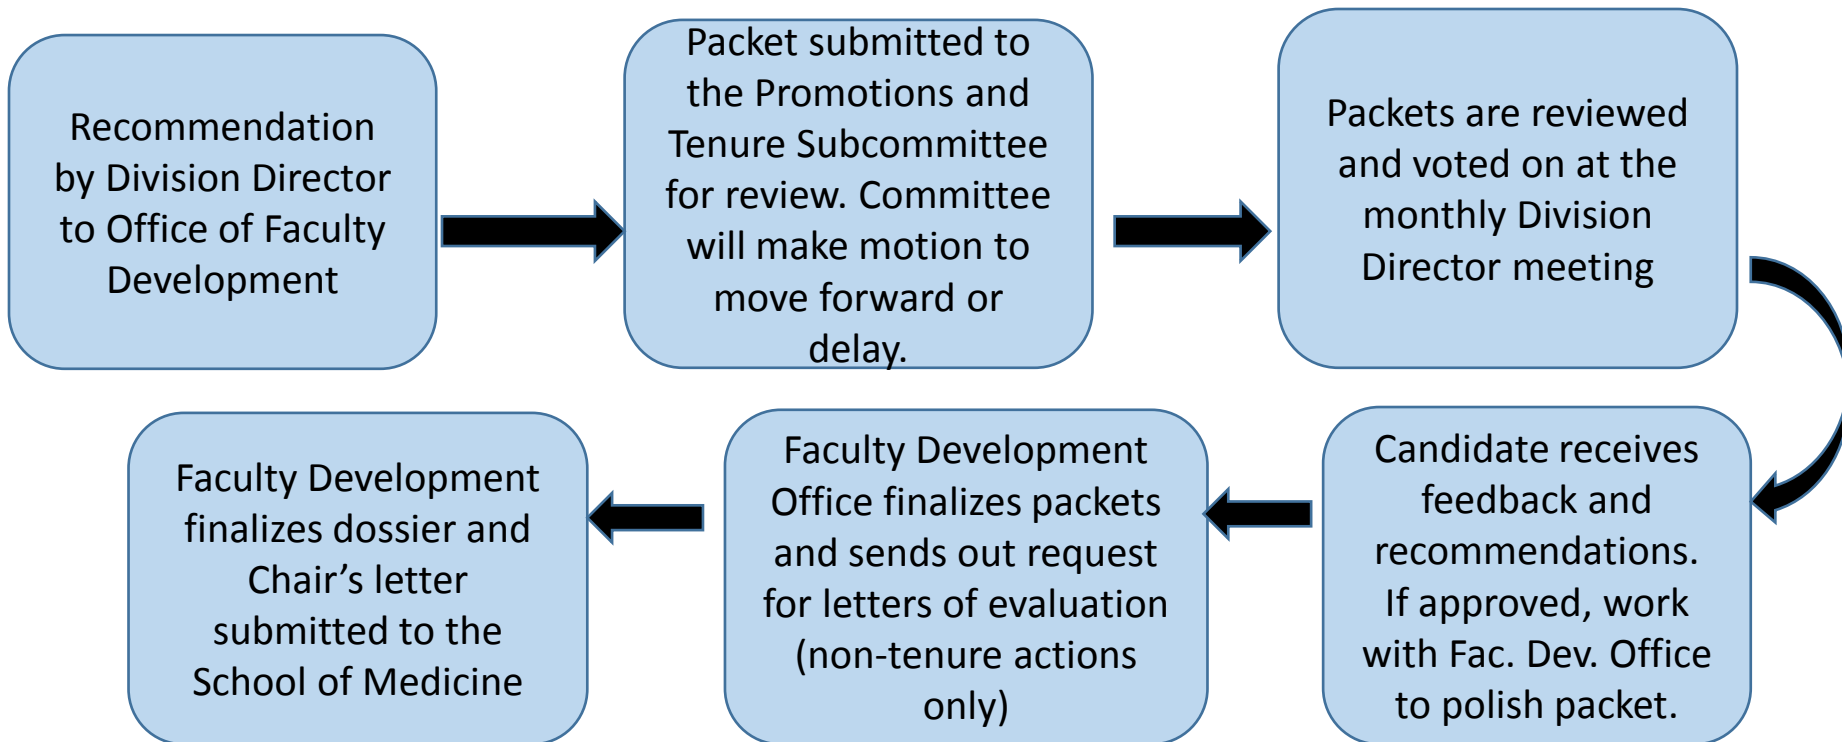 Recommendation
by Division Director
to Office of Faculty
Development
Packet submitted to
the Promotions and
Tenure Subcommittee
for review. Committee
will make motion to
move forward or
delay.
Packets are reviewed
and voted on at the
monthly Division
Director meeting
Candidate receives
feedback and
recommendations.
If approved, work
with Fac. Dev. Office
to polish packet.
Faculty Development
Office finalizes packets
and sends out request
for letters of evaluation
(non-tenure actions
only)
Faculty Development
finalizes dossier and
Chair’s letter
submitted to the
School of Medicine